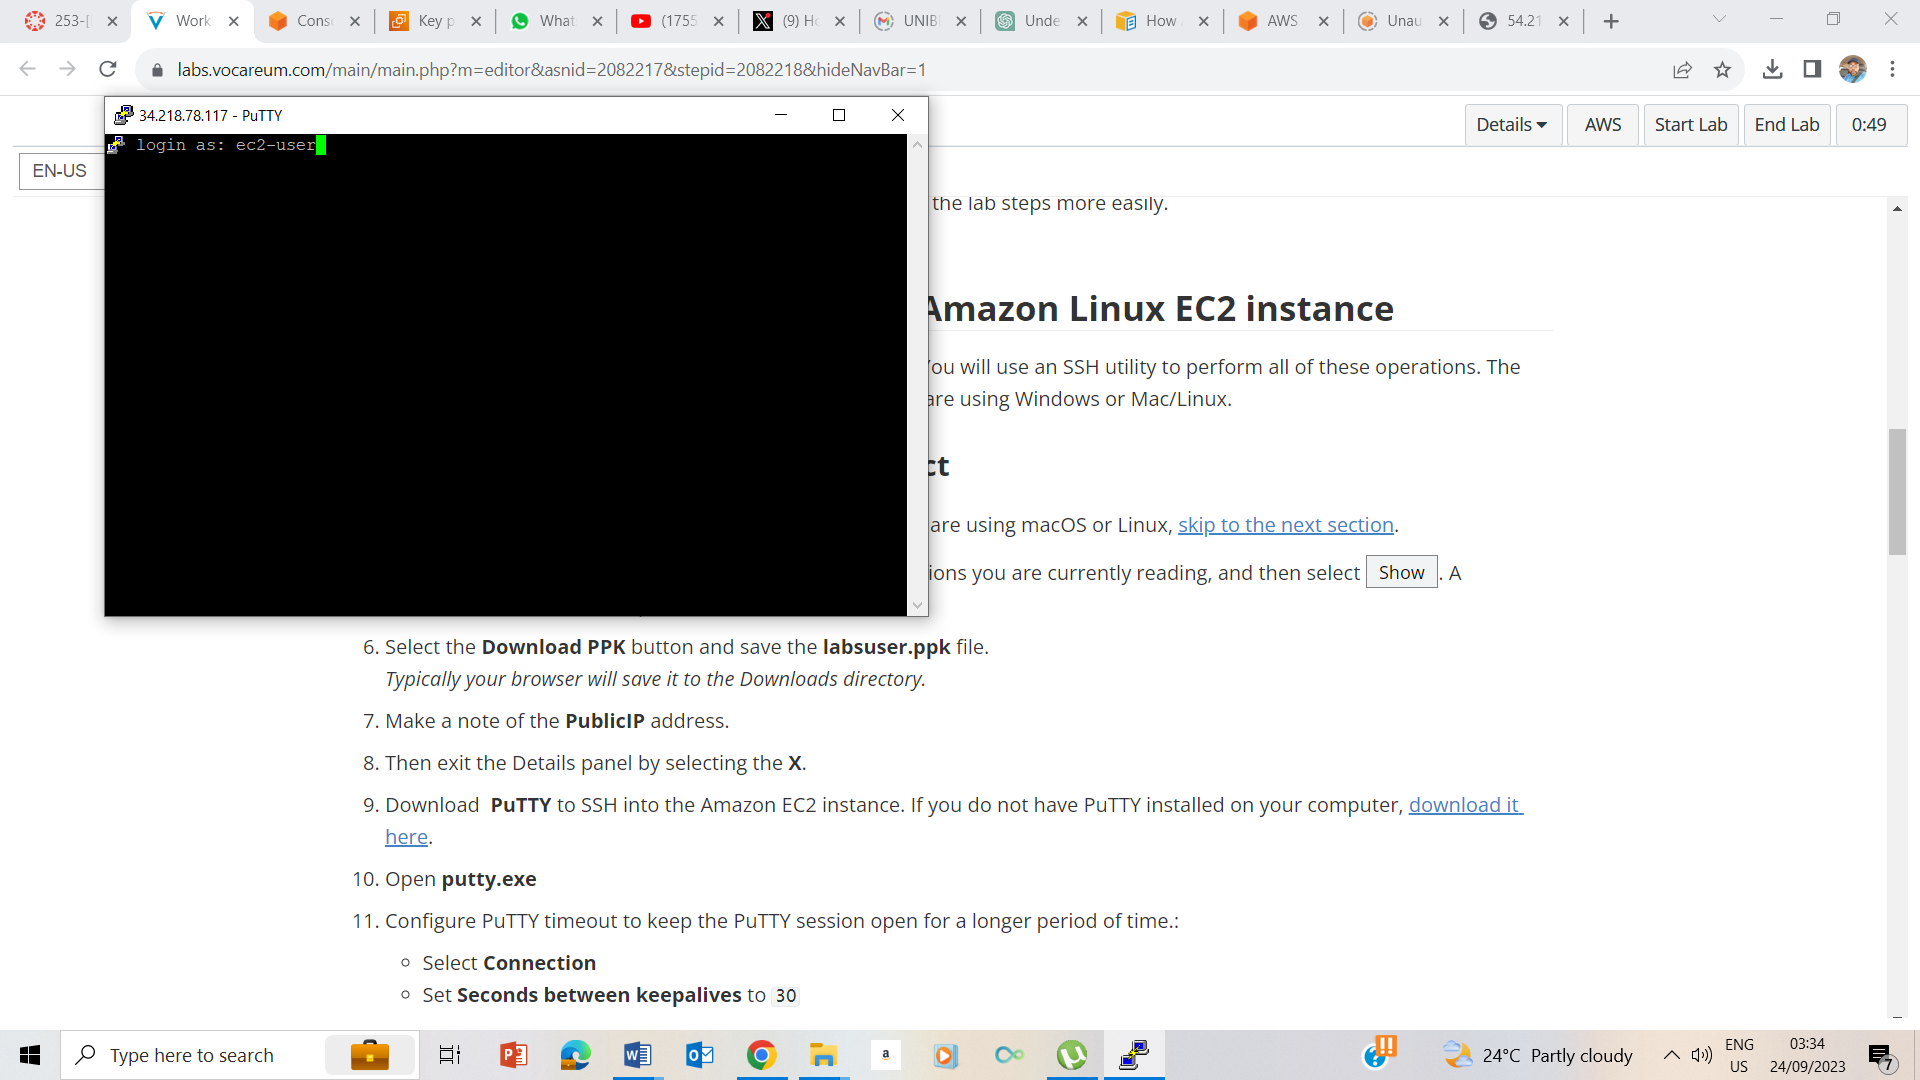 253-[
Work
Cons
Key p
What
(1755
(9) Ho
UNIBI
Unde
How
AWS
Unau
54.21
labs.vocareum.com/main/main.php?m=editor&asnid=2082217&stepid=2082218&hideNavBar=1
34.218.78.117 - PuTTY
Details
AWS
Start Lab
End Lab
0:49
login as: ec2-user
EN-US
the lab steps more easily.
Amazon Linux EC2 instance
You will use an SSH utility to perform all of these operations. The
are using Windows or Mac/Linux.
ct
are using macOS or Linux, skip to the next section.
ions you are currently reading, and then select Show. A
6. Select the Download PPK button and save the labsuser.ppk file.
Typically your browser will save it to the Downloads directory.
7. Make a note of the PublicIP address.
8. Then exit the Details panel by selecting the X.
9. Download PuTTY to SSH into the Amazon EC2 instance. If you do not have PuTTY installed on your computer, download it
here.
10. Open putty.exe
11. Configure PuTTY timeout to keep the PuTTY session open for a longer period of time.:
Select Connection
Set Seconds between keepalives to 30
Type here to search
a
24°C Partly cloudy
ENG
US
03:34
24/09/2023
7